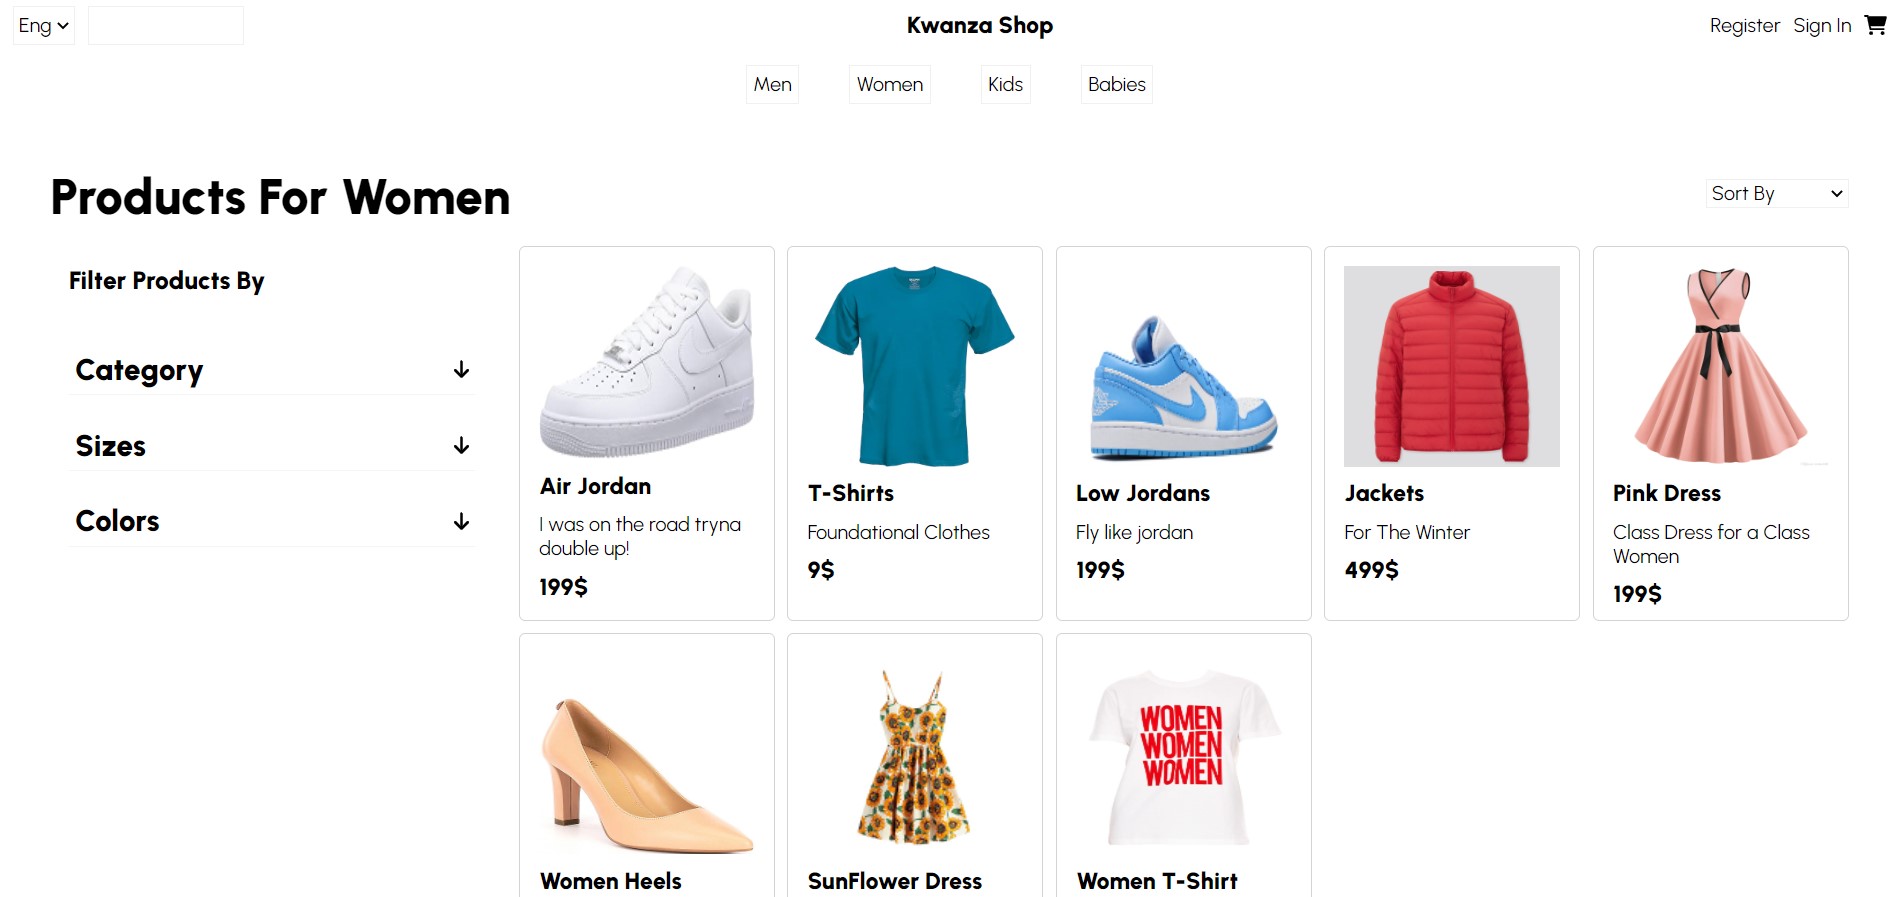 Eng
Kwanza Shop
Register Sign In
Men Women Kids Babies
Products For Women
Sort By
Filter Products By
Category
Sizes
Colors
Air Jordan
I was on the road tryna
double up!
199$
T-Shirts
Foundational Clothes
9$
Low Jordans
Fly like jordan
199$
Jackets
For The Winter
499$
Pink Dress
Class Dress for a Class
Women
199$
Women Heels
SunFlower Dress
WOMEN
WOMEN
WOMEN
Women T-Shirt